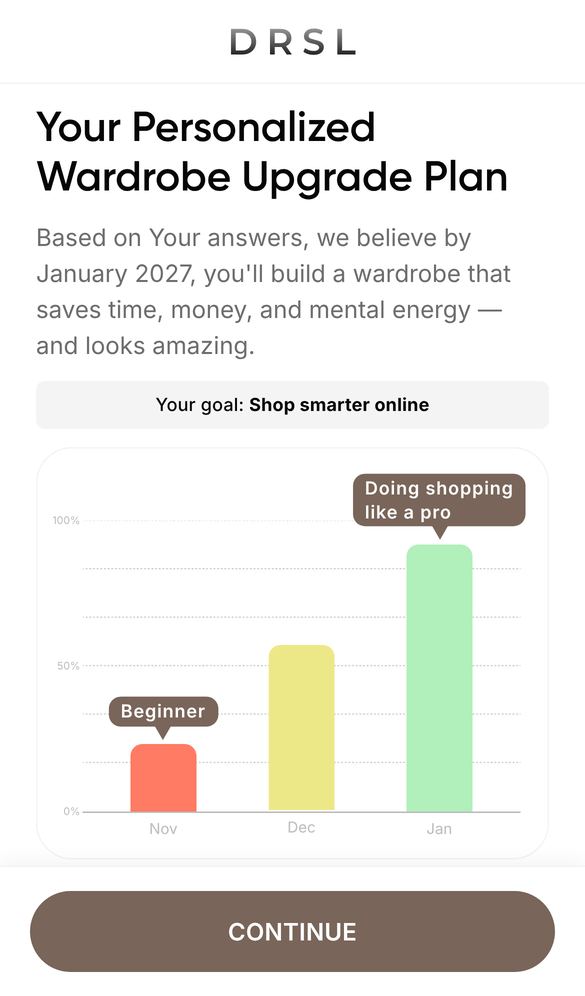 DRSL
Your Personalized
Wardrobe Upgrade Plan
Based on Your answers, we believe by
January 2027, you'll build a wardrobe that
saves time, money, and mental energy —
and looks amazing.
Your goal: Shop smarter online
Doing shopping
like a pro
100%
50%
Beginner
0%
Nov
Dec
Jan
CONTINUE